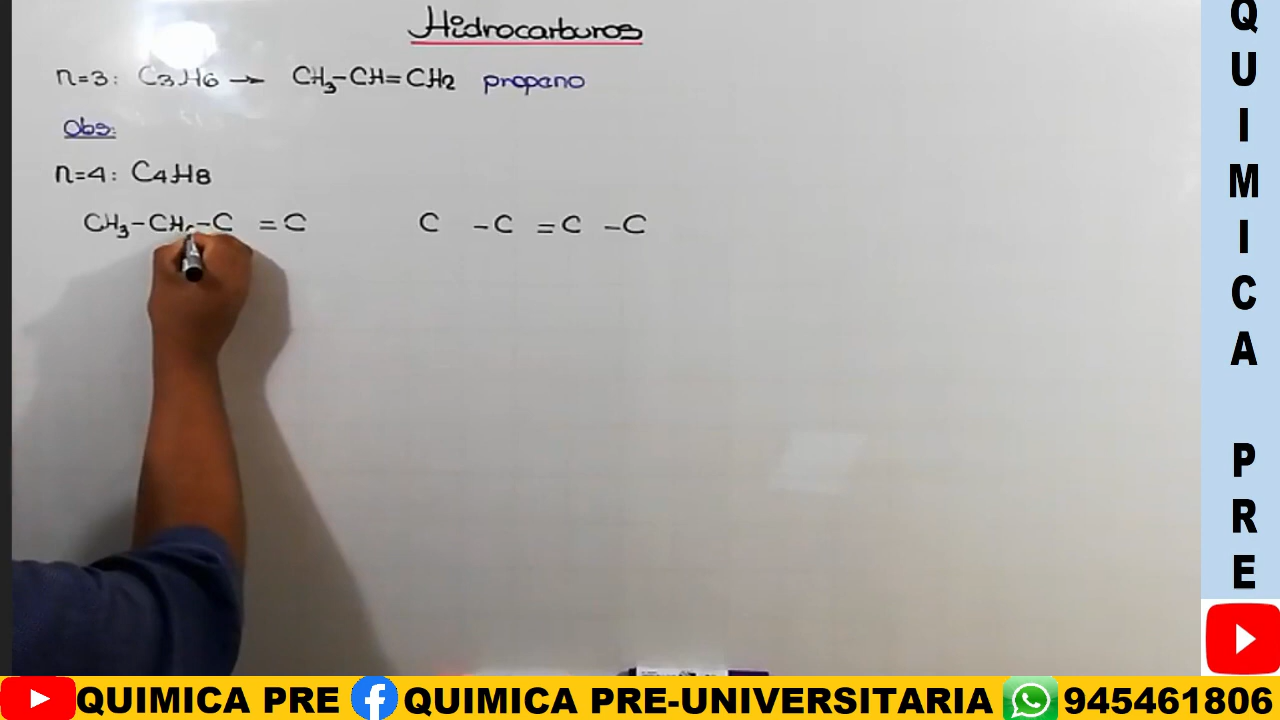 Hidrocarburos
n=3: C3H6 → CH3-CH=CH2 propeno
Obs:
n=4: C4H8
CH3-CH2-C =C C -C =C -C
QUIMICA PRE
QUIMICA PRE QUIMICA PRE-UNIVERSITARIA 945461806